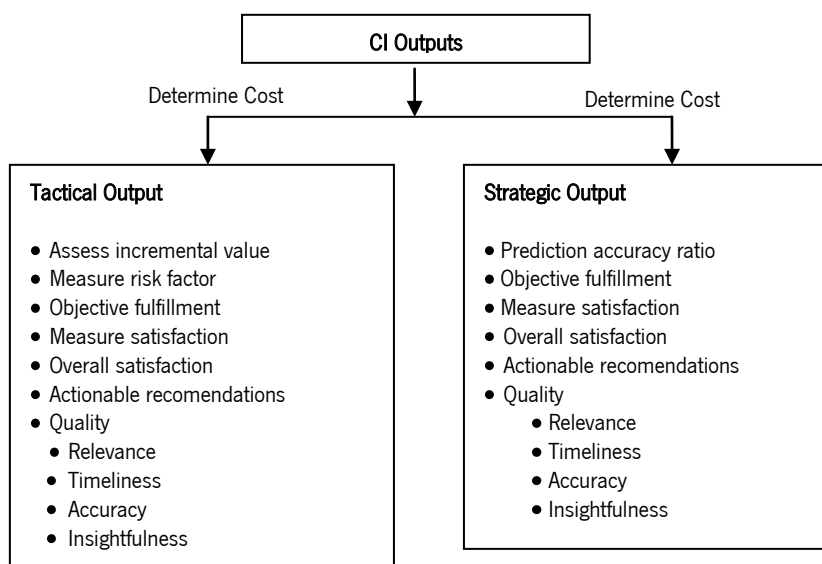 CI Outputs
Determine Cost
Determine Cost
Tactical Output
• Assess incremental value
• Measure risk factor
• Objective fulfillment
• Measure satisfaction
• Overall satisfaction
• Actionable recomendations
• Quality
• Relevance
• Timeliness
• Accuracy
• Insightfulness
Strategic Output
• Prediction accuracy ratio
• Objective fulfillment
• Measure satisfaction
• Overall satisfaction
• Actionable recomendations
• Quality
• Relevance
• Timeliness
• Accuracy
• Insightfulness